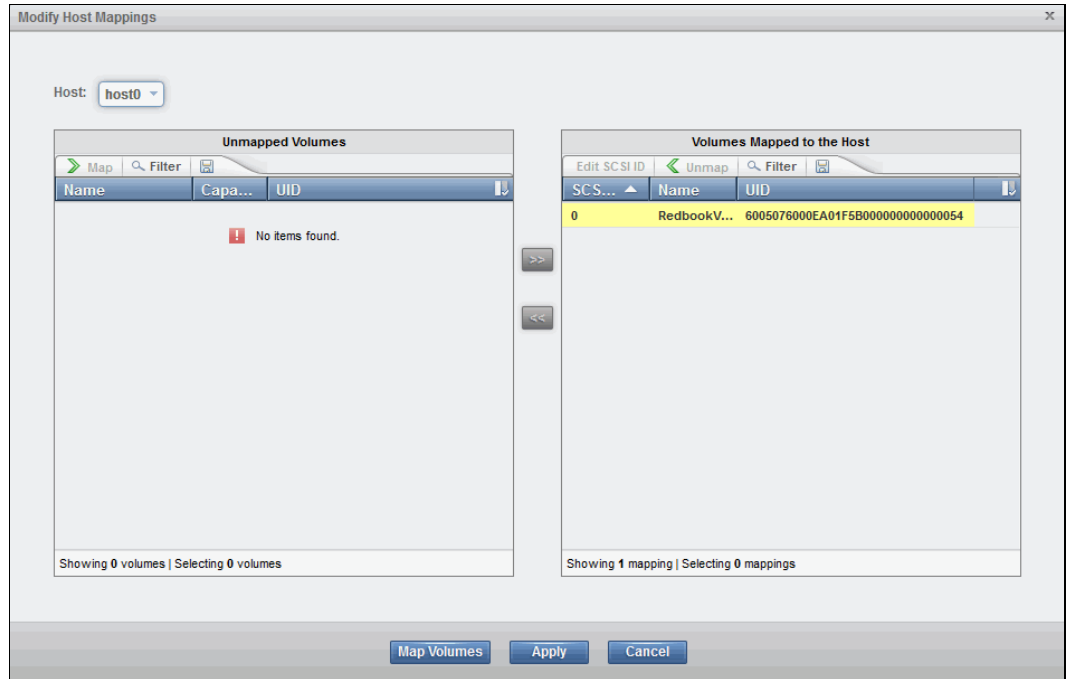 Modify Host Mappings x
Host: host0
Unmapped Volumes
Map Filter
Name Capa... UID
No items found.
Showing 0 volumes | Selecting 0 volumes
>>
<<
Volumes Mapped to the Host
Edit SCSI ID Unmap Filter
SCS... Name UID
0 RedbookV... 6005076000EA01F5B000000000000054
Showing 1 mapping | Selecting 0 mappings
Map Volumes Apply Cancel